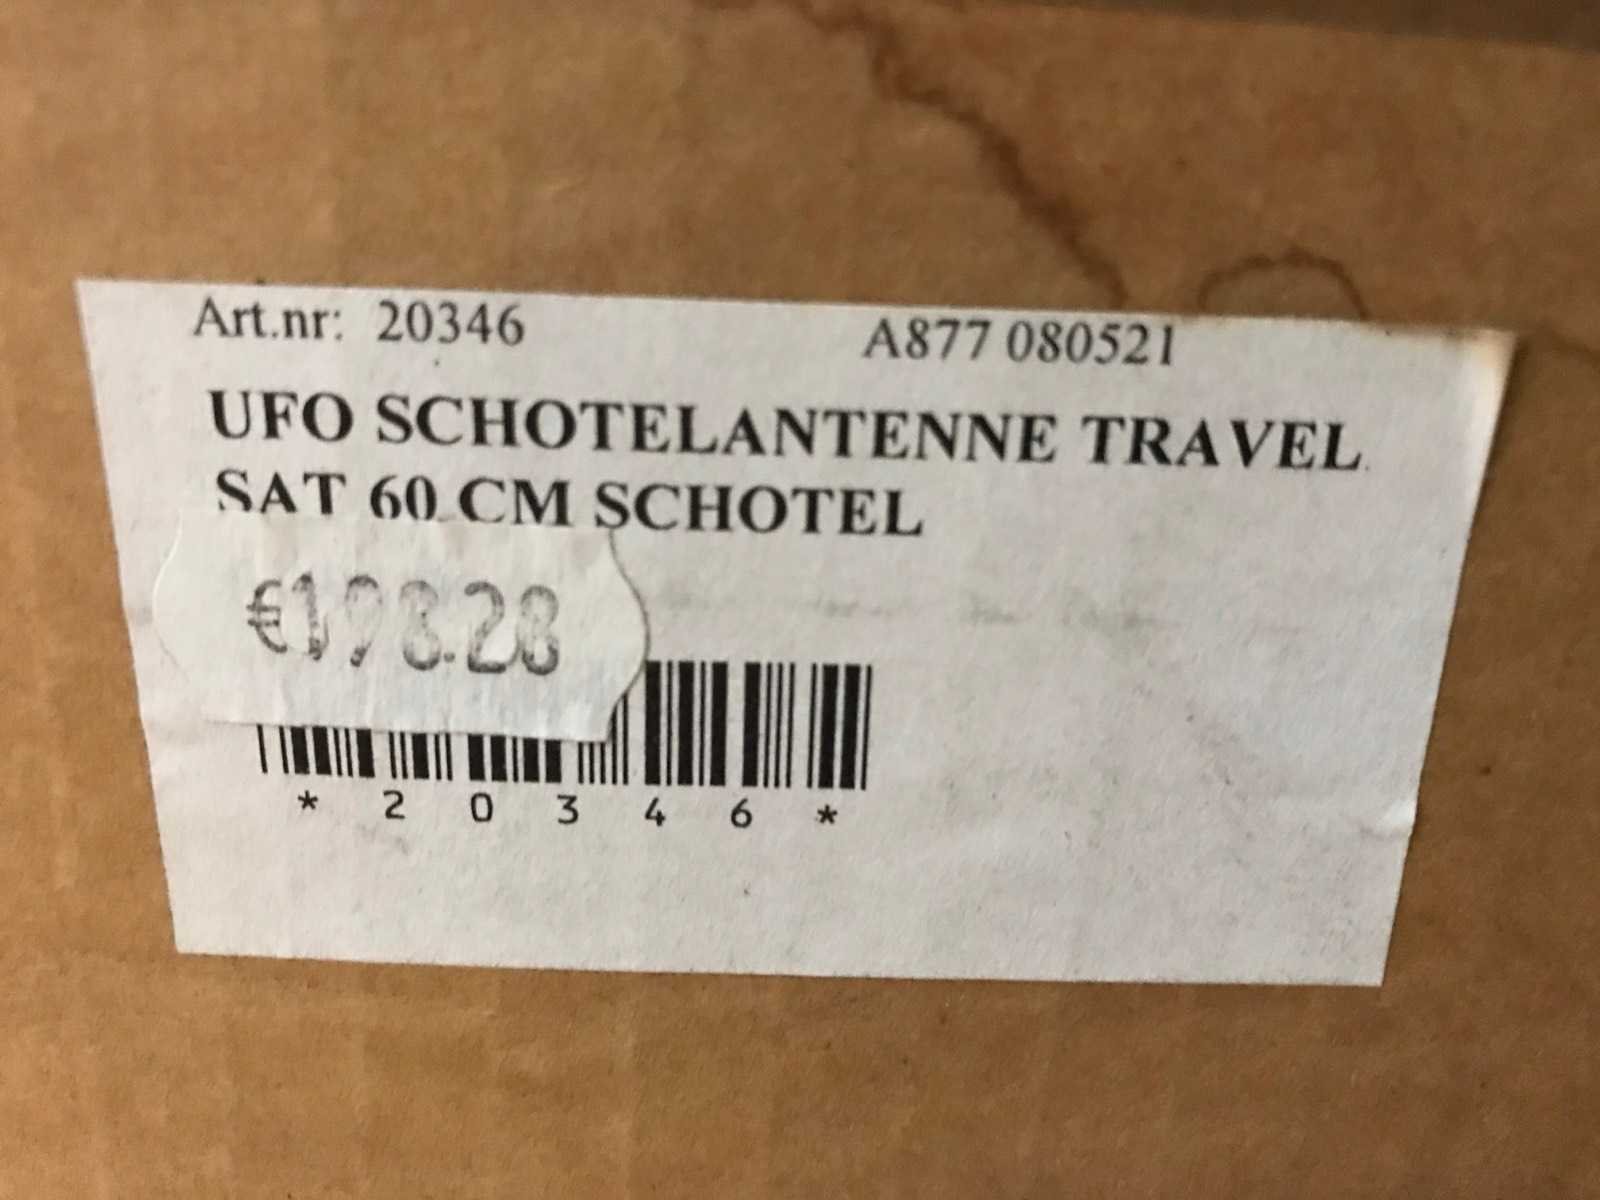 Art.nr: 20346 A877 080521
UFO SCHOTELANTENNE TRAVEL
SAT 60 CM SCHOTEL
€198.28
* 2 0 3 4 6 *